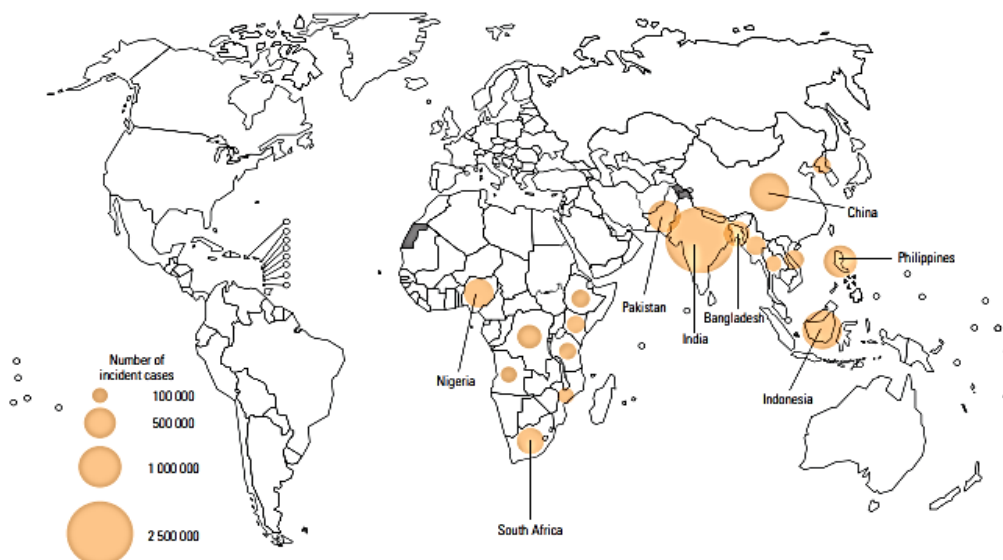 China
Philippines
Pakistan
Bangladesh
India
Nigeria
Indonesia
South Africa
Number of
incident cases
100 000
500 000
1 000 000
2 500 000